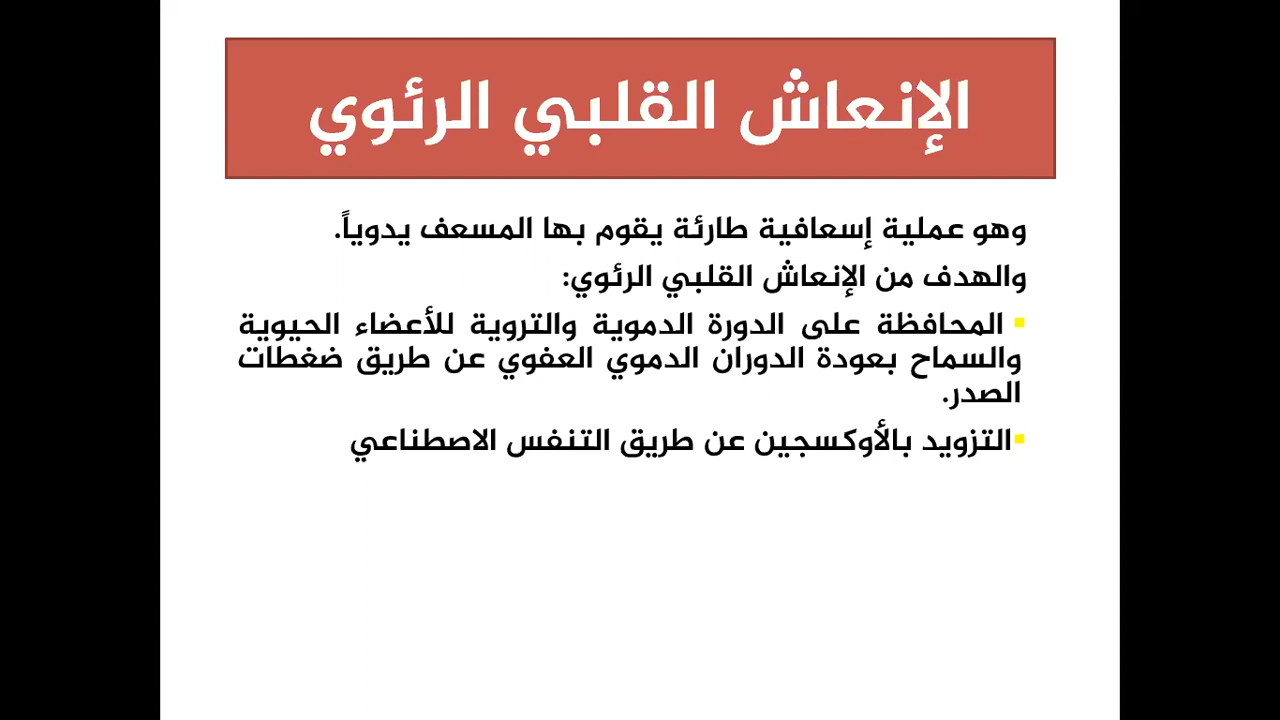 الإنعاش القلبي الرئوي
وهو عملية إسعافية طارئة يقوم بها المسعف يدوياً.
والهدف من الإنعاش القلبي الرئوي:
▪ المحافظة على الدورة الدموية والتروية للأعضاء الحيوية
والسماح بعودة الدوران الدموي العفوي عن طريق ضغطات
الصدر.
▪التزويد بالأوكسجين عن طريق التنفس الاصطناعي